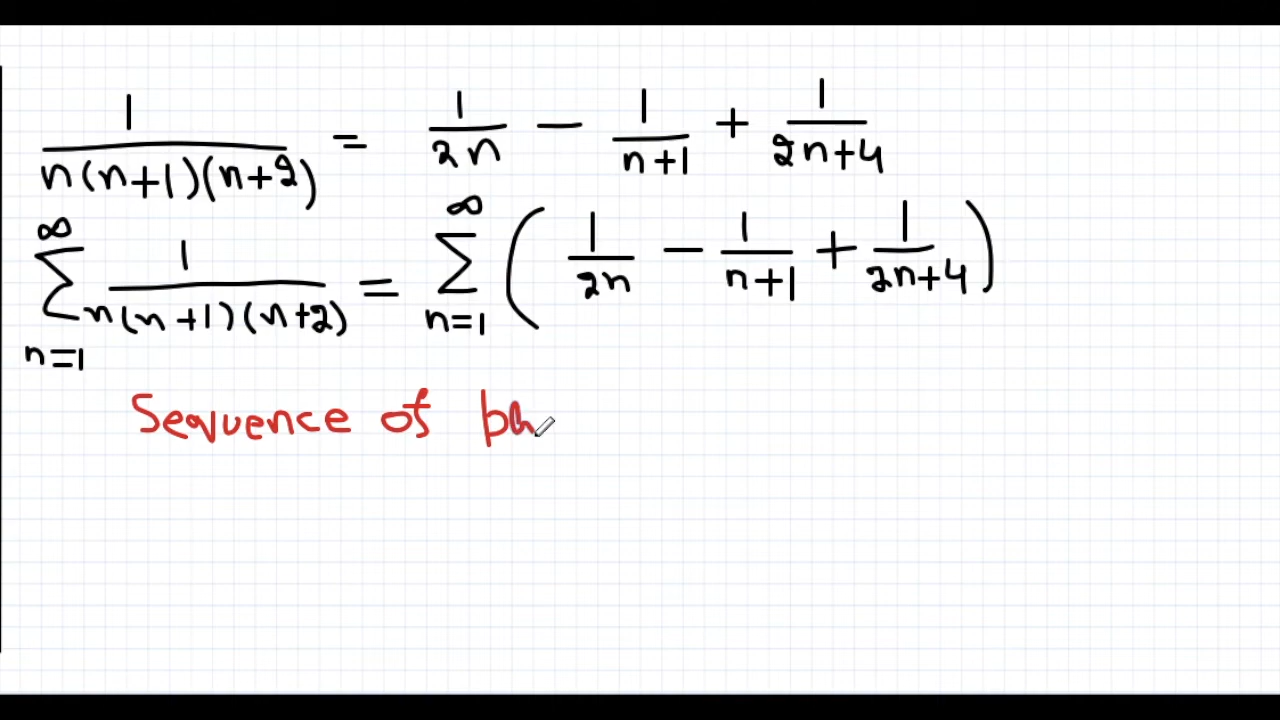 1/(n(n+1)(n+2)) = 1/(2n) − 1/(n+1) + 1/(2n+4)
∞∑n=1 1/(n(n+1)(n+2)) = ∞∑n=1 (1/(2n) − 1/(n+1) + 1/(2n+4))
Sequence of